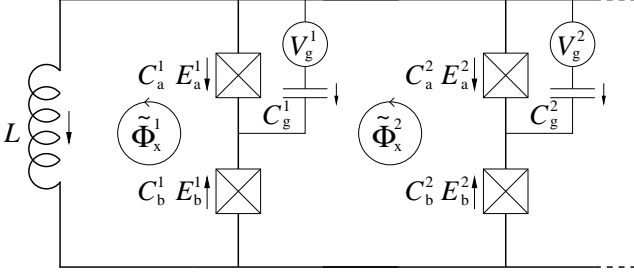 V_g^1 V_g^2
C_a^1 E_a^1 C_a^2 E_a^2
C_g^1 C_g^2
L Φ̃_x^1 Φ̃_x^2
C_b^1 E_b^1 C_b^2 E_b^2